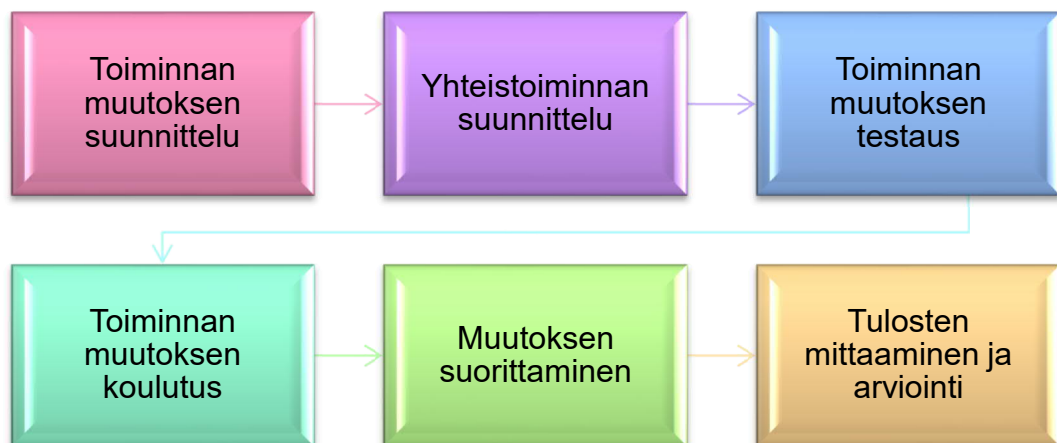 Toiminnan
muutoksen
suunnittelu
Yhteistoiminnan
suunnittelu
Toiminnan
muutoksen
testaus
Toiminnan
muutoksen
koulutus
Muutoksen
suorittaminen
Tulosten
mittaaminen ja
arviointi